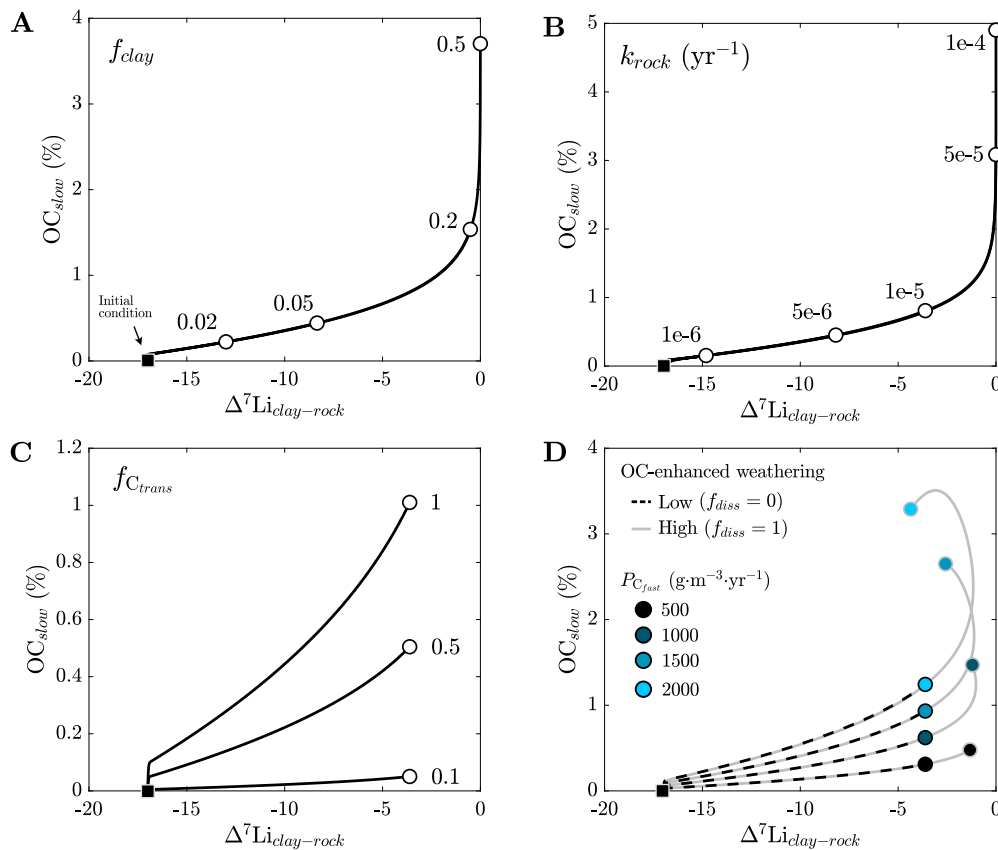 A
f_clay
OC_slow (%)
4
3
2
1
0
0.5
0.2
0.05
0.02
Initial
condition
-20 -15 -10 -5 0
Δ⁷Li_clay−rock
B
k_rock (yr⁻¹)
OC_slow (%)
5
4
3
2
1
0
1e-4
5e-5
1e-5
5e-6
1e-6
-20 -15 -10 -5 0
Δ⁷Li_clay−rock
C
f_C_trans
OC_slow (%)
1.2
1
0.8
0.6
0.4
0.2
0
1
0.5
0.1
-20 -15 -10 -5 0
Δ⁷Li_clay−rock
D
OC-enhanced weathering
Low (f_diss = 0)
High (f_diss = 1)
P_C_fast (g·m⁻³·yr⁻¹)
500
1000
1500
2000
OC_slow (%)
4
3
2
1
0
-20 -15 -10 -5 0
Δ⁷Li_clay−rock